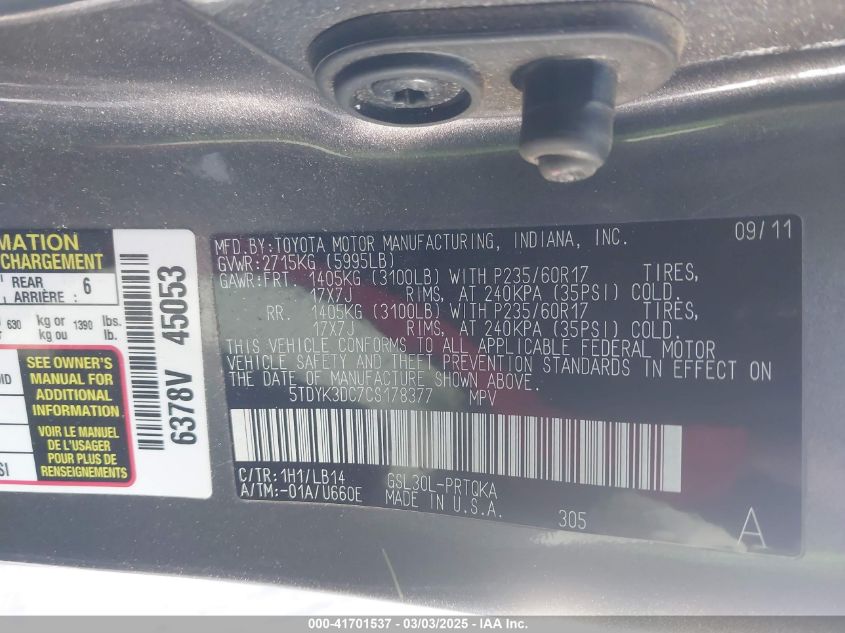 MATION
CHARGEMENT
REAR 6
ARRIÈRE :
630 kg or 1390 lbs.
kg ou lb.
SEE OWNER'S
MANUAL FOR
ADDITIONAL
INFORMATION
VOIR LE MANUEL
DE L'USAGER
POUR PLUS DE
RENSEIGNEMENTS
6378V 45053
MFD.BY:TOYOTA MOTOR MANUFACTURING, INDIANA, INC. 09/11
GVWR:2715KG (5995LB)
GAWR:FRT. 1405KG (3100LB) WITH P235/60R17 TIRES,
17X7J RIMS, AT 240KPA (35PSI) COLD.
RR. 1405KG (3100LB) WITH P235/60R17 TIRES,
17X7J RIMS, AT 240KPA (35PSI) COLD.
THIS VEHICLE CONFORMS TO ALL APPLICABLE FEDERAL MOTOR
VEHICLE SAFETY AND THEFT PREVENTION STANDARDS IN EFFECT ON
THE DATE OF MANUFACTURE SHOWN ABOVE.
5TDYK3DC7CS178377 MPV
C/TR:1H1/LB14 GSL30L-PRTQKA
A/TM:-01A/U660E MADE IN U.S.A.
305 A
000-41701537 - 03/03/2025 - IAA Inc.